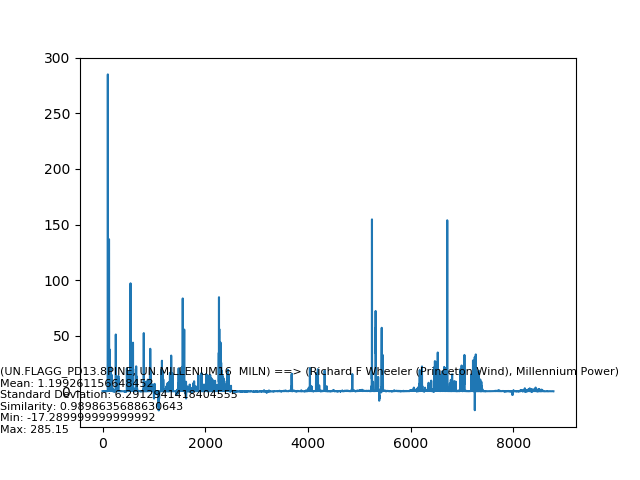 300
250
200
150
100
50
0
(UN.FLAGG_PD13.8PINE, UN.MILLENUM16 MILN) ==> (Richard F Wheeler (Princeton Wind), Millennium Power)
Mean: 1.199261156648452
Standard Deviation: 6.2912941418404555
Similarity: 0.9898635688630643
Min: -17.289999999999992
Max: 285.15
0 2000 4000 6000 8000